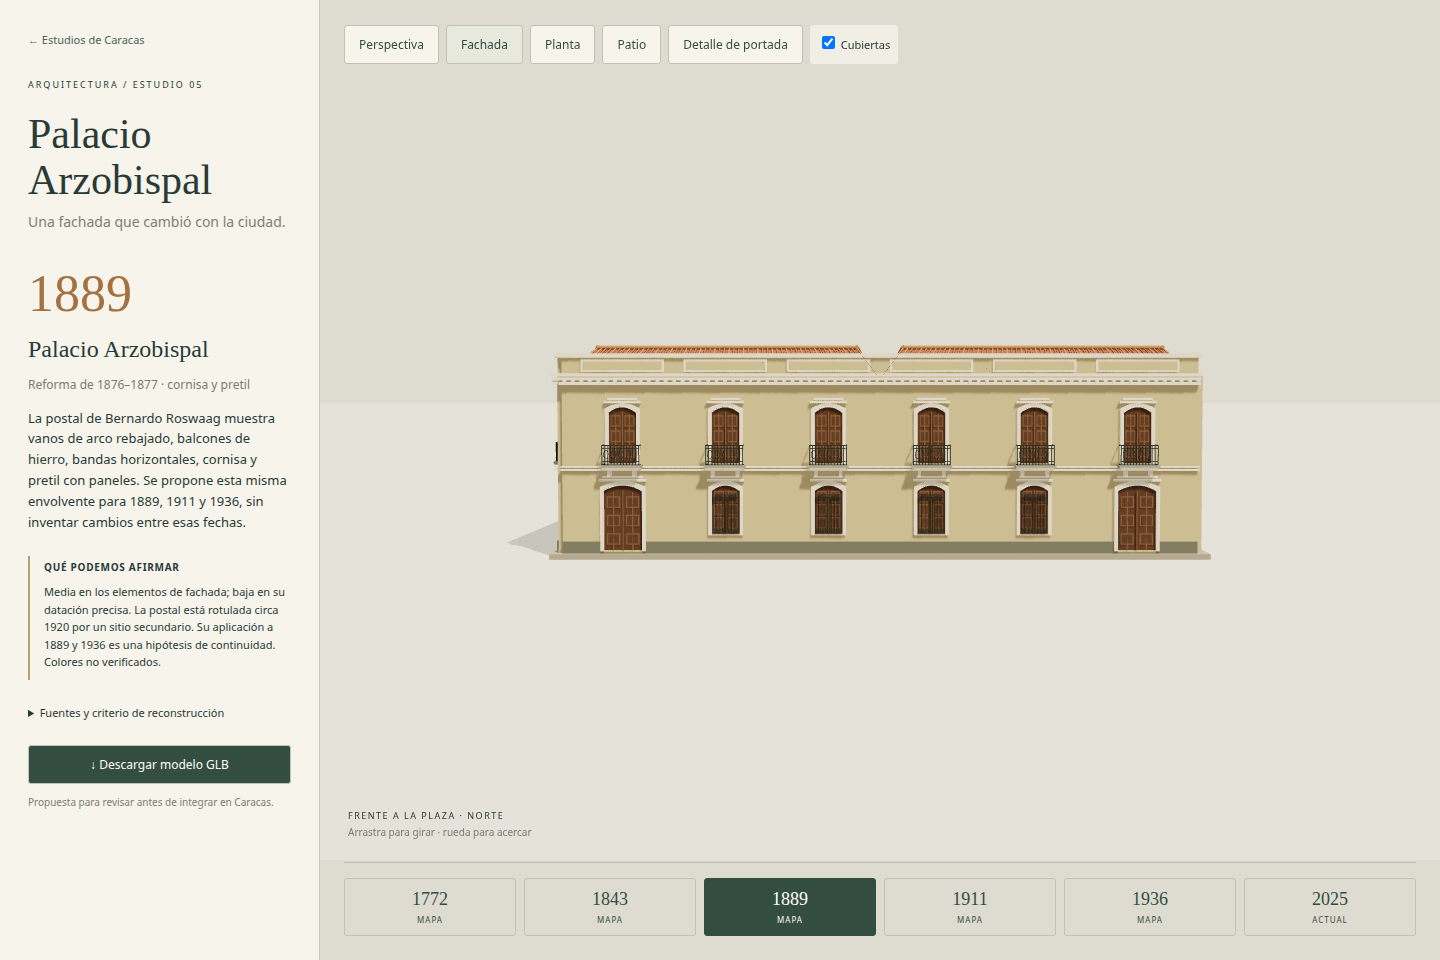 ← Estudios de Caracas
ARQUITECTURA / ESTUDIO 05
Palacio
Arzobispal
Una fachada que cambió con la ciudad.
1889
Palacio Arzobispal
Reforma de 1876–1877 · cornisa y pretil
La postal de Bernardo Roswaag muestra
vanos de arco rebajado, balcones de
hierro, bandas horizontales, cornisa y
pretil con paneles. Se propone esta misma
envolvente para 1889, 1911 y 1936, sin
inventar cambios entre esas fechas.
QUÉ PODEMOS AFIRMAR
Media en los elementos de fachada; baja en su
datación precisa. La postal está rotulada circa
1920 por un sitio secundario. Su aplicación a
1889 y 1936 es una hipótesis de continuidad.
Colores no verificados.
Fuentes y criterio de reconstrucción
↓ Descargar modelo GLB
Propuesta para revisar antes de integrar en Caracas.
Perspectiva
Fachada
Planta
Patio
Detalle de portada
Cubiertas
FRENTE A LA PLAZA · NORTE
Arrastra para girar · rueda para acercar
1772
MAPA
1843
MAPA
1889
MAPA
1911
MAPA
1936
MAPA
2025
ACTUAL